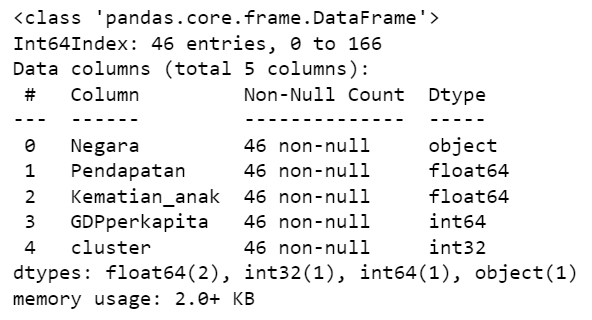 <class 'pandas.core.frame.DataFrame'>
Int64Index: 46 entries, 0 to 166
Data columns (total 5 columns):
 #   Column         Non-Null Count  Dtype
---  ------         --------------  -----
 0   Negara         46 non-null     object
 1   Pendapatan     46 non-null     float64
 2   Kematian_anak  46 non-null     float64
 3   GDPperkapita   46 non-null     int64
 4   cluster        46 non-null     int32
dtypes: float64(2), int32(1), int64(1), object(1)
memory usage: 2.0+ KB